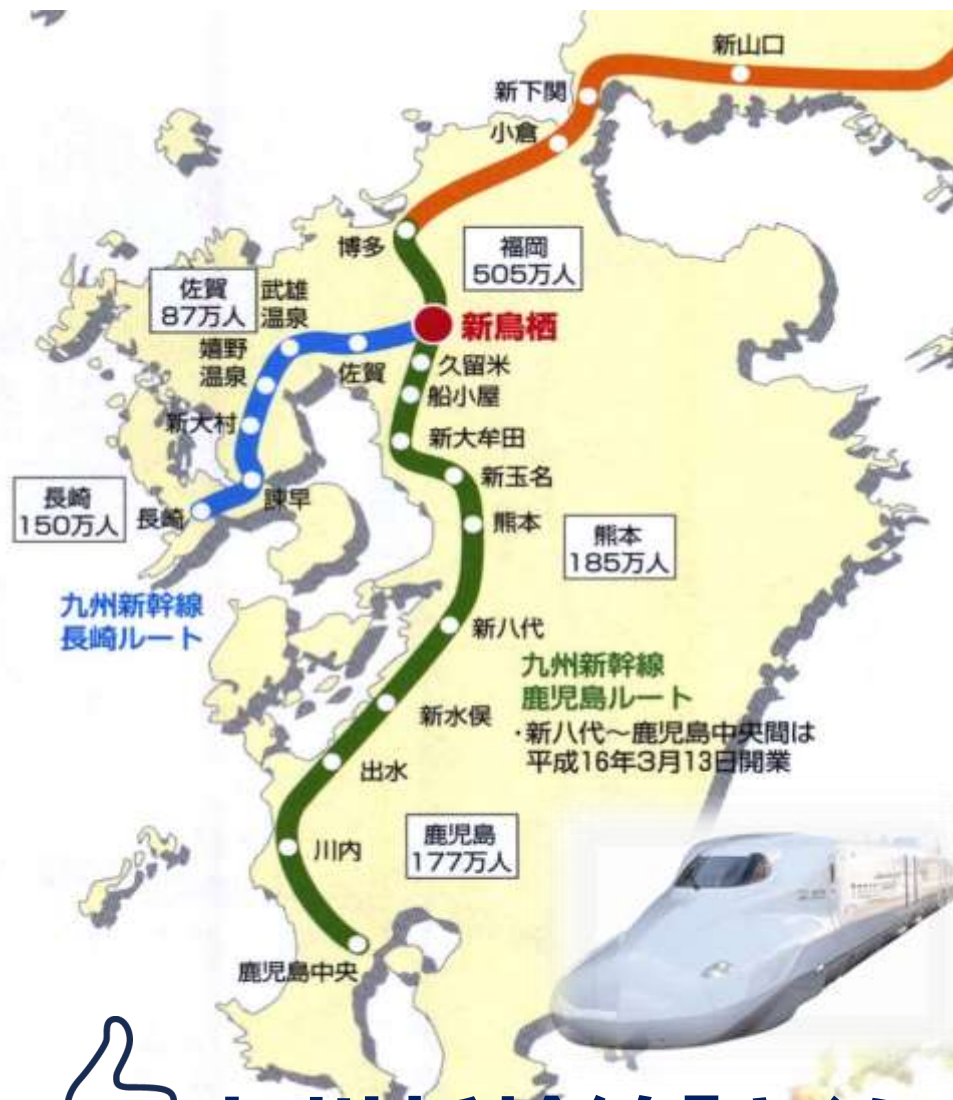 新山口
新下関
小倉
博多
福岡
505万人
佐賀
87万人
武雄
温泉
新鳥栖
嬉野
温泉
佐賀
久留米
船小屋
新大村
新大牟田
新玉名
長崎
150万人
長崎
諫早
熊本
熊本
185万人
九州新幹線
長崎ルート
新八代
九州新幹線
鹿児島ルート
・新八代～鹿児島中央間は
平成16年3月13日開業
新水俣
出水
川内
鹿児島
177万人
鹿児島中央